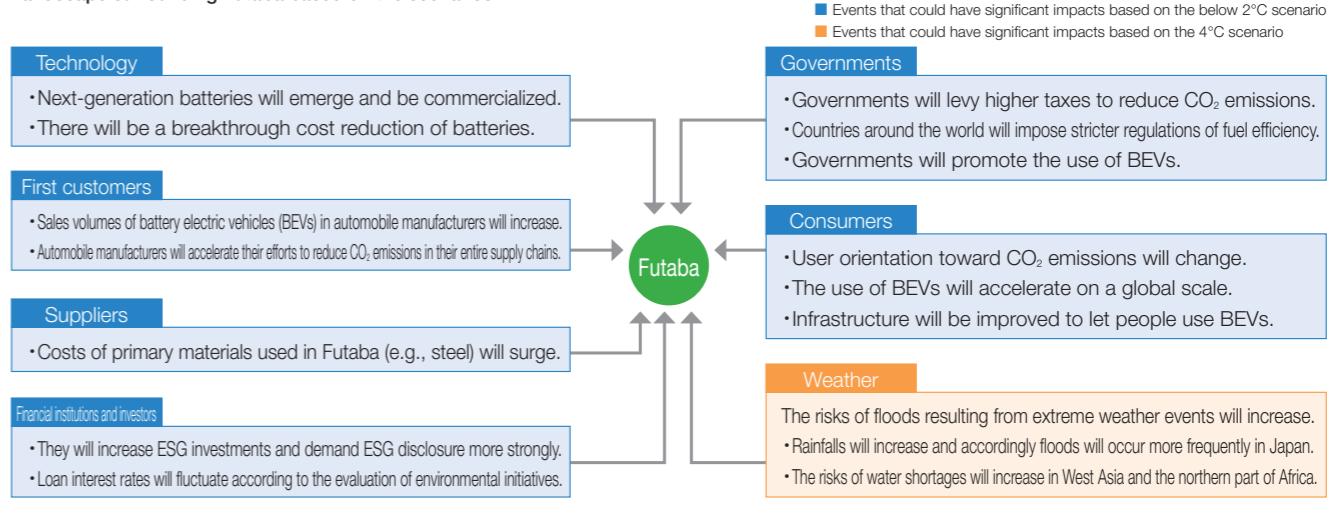 Events that could have significant impacts based on the below 2°C scenario
Events that could have significant impacts based on the 4°C scenario
Technology
・Next-generation batteries will emerge and be commercialized.
・There will be a breakthrough cost reduction of batteries.
First customers
・Sales volumes of battery electric vehicles (BEVs) in automobile manufacturers will increase.
・Automobile manufacturers will accelerate their efforts to reduce CO₂ emissions in their entire supply chains.
Suppliers
・Costs of primary materials used in Futaba (e.g., steel) will surge.
Financial institutions and investors
・They will increase ESG investments and demand ESG disclosure more strongly.
・Loan interest rates will fluctuate according to the evaluation of environmental initiatives.
Futaba
Governments
・Governments will levy higher taxes to reduce CO₂ emissions.
・Countries around the world will impose stricter regulations of fuel efficiency.
・Governments will promote the use of BEVs.
Consumers
・User orientation toward CO₂ emissions will change.
・The use of BEVs will accelerate on a global scale.
・Infrastructure will be improved to let people use BEVs.
Weather
The risks of floods resulting from extreme weather events will increase.
・Rainfalls will increase and accordingly floods will occur more frequently in Japan.
・The risks of water shortages will increase in West Asia and the northern part of Africa.